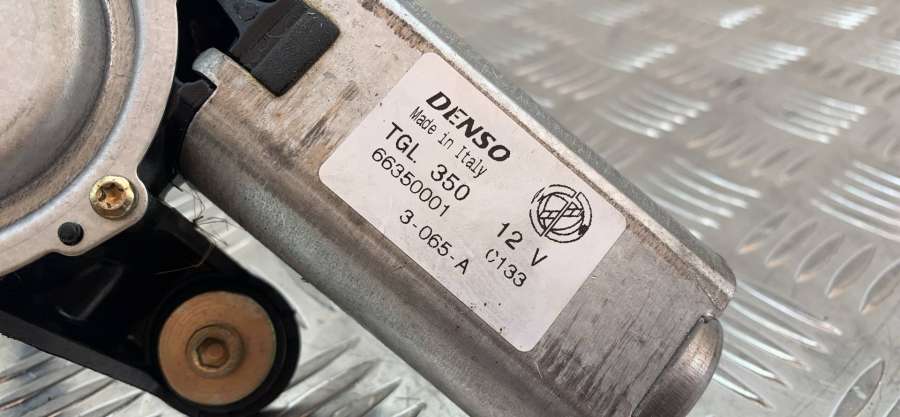 DENSO
Made in Italy
TGL 350
66350001
12 V
3-065-A
C133